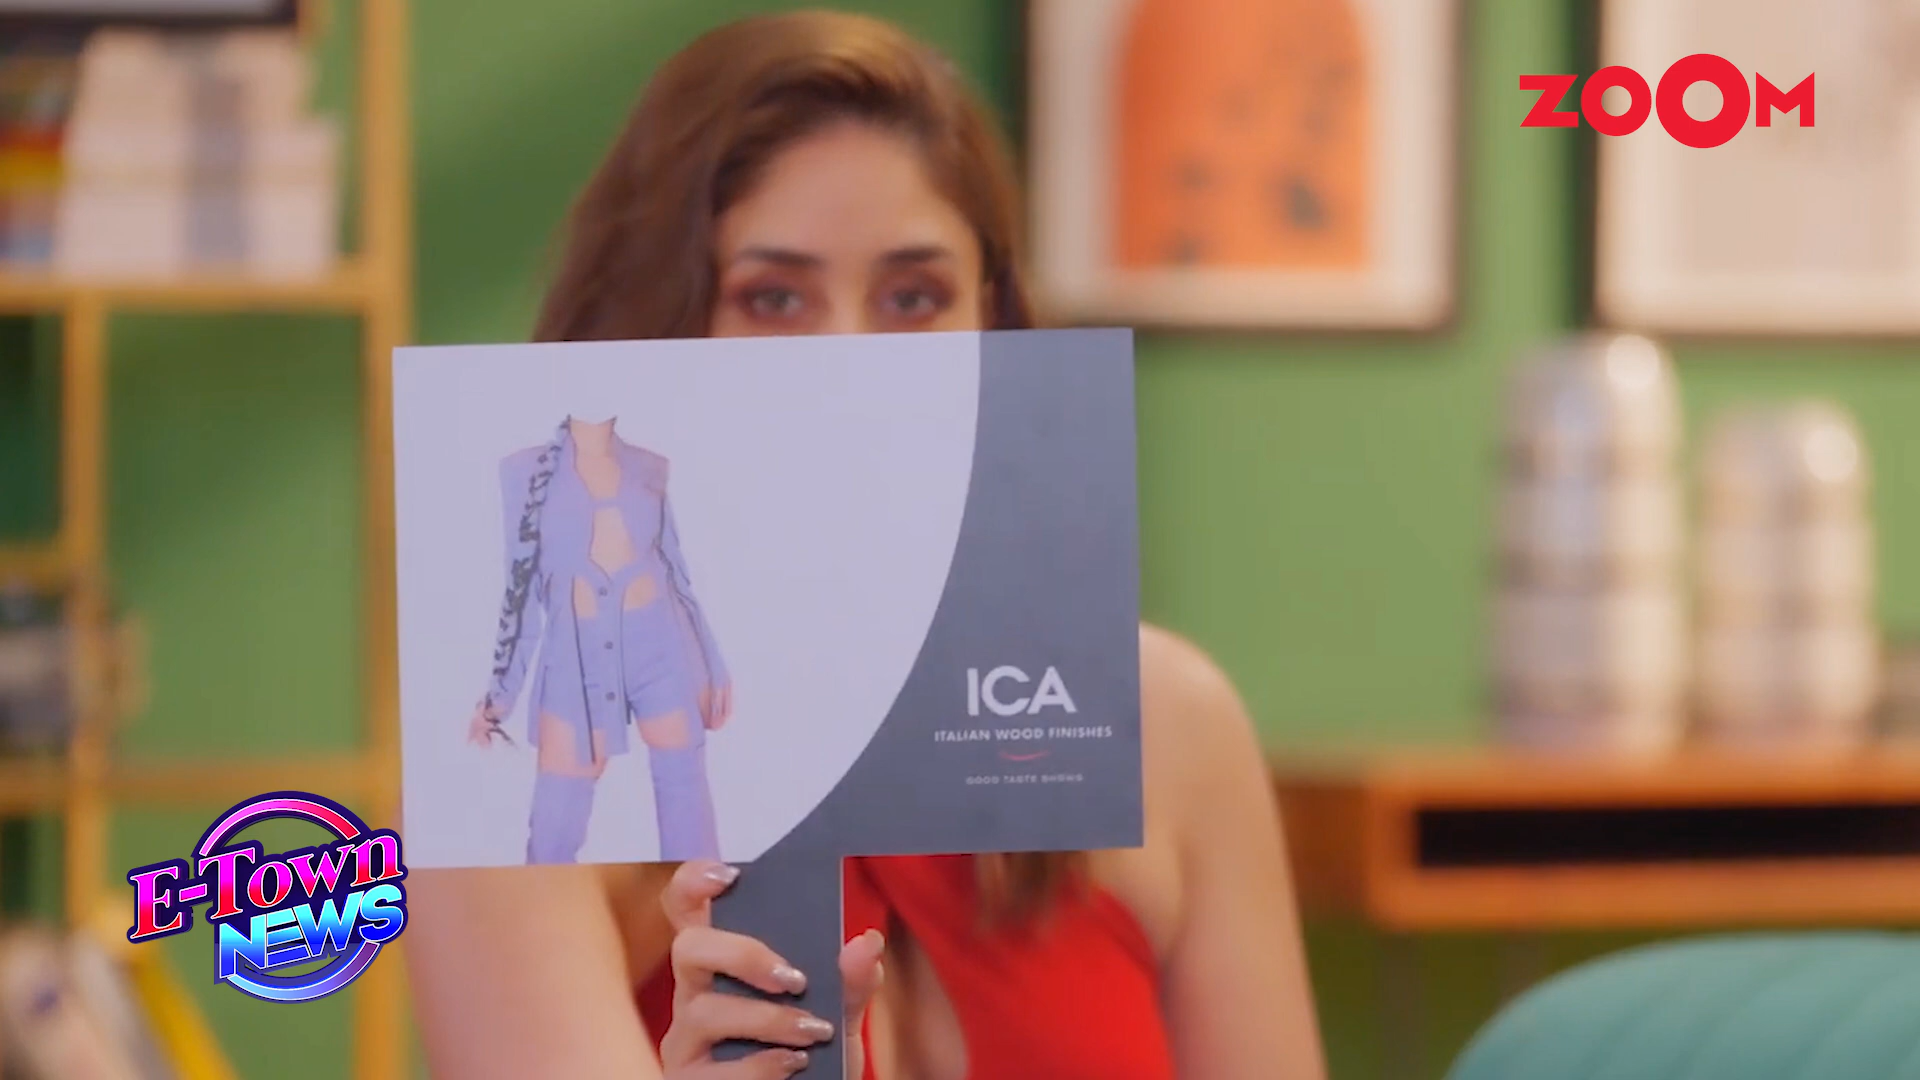 ZOOM
ICA
ITALIAN WOOD FINISHES
GOOD TASTE SHOWS
E-Town
NEWS